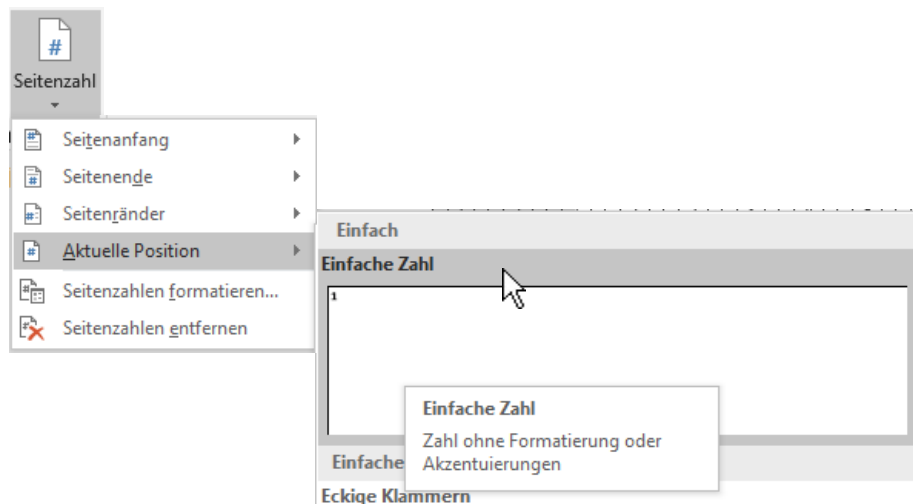 #
Seitenzahl
Seitenanfang
Seitenende
Seitenränder
Aktuelle Position
Seitenzahlen formatieren...
Seitenzahlen entfernen
Einfach
Einfache Zahl
1
Einfache Zahl
Zahl ohne Formatierung oder
Akzentuierungen
Einfache
Eckige Klammern